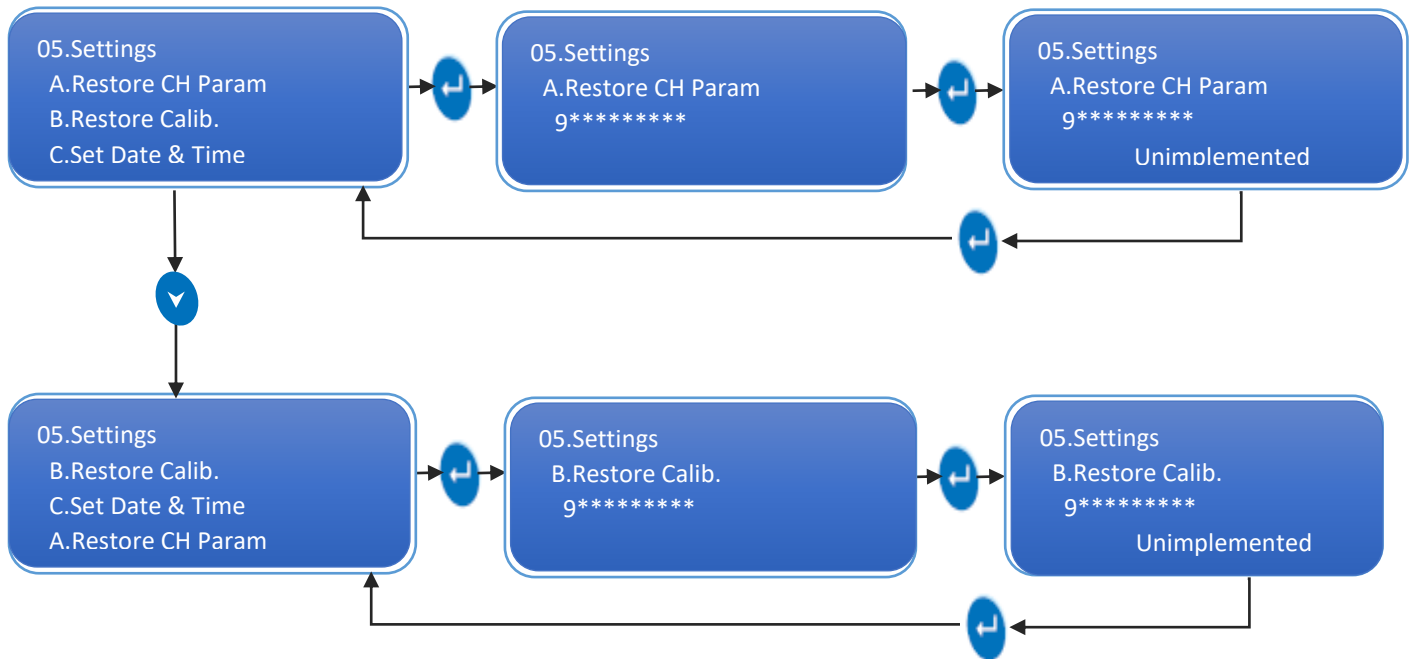 05.Settings
A.Restore CH Param
B.Restore Calib.
C.Set Date & Time
05.Settings
A.Restore CH Param
9*********
05.Settings
A.Restore CH Param
9*********
Unimplemented
05.Settings
B.Restore Calib.
C.Set Date & Time
A.Restore CH Param
05.Settings
B.Restore Calib.
9*********
05.Settings
B.Restore Calib.
9*********
Unimplemented